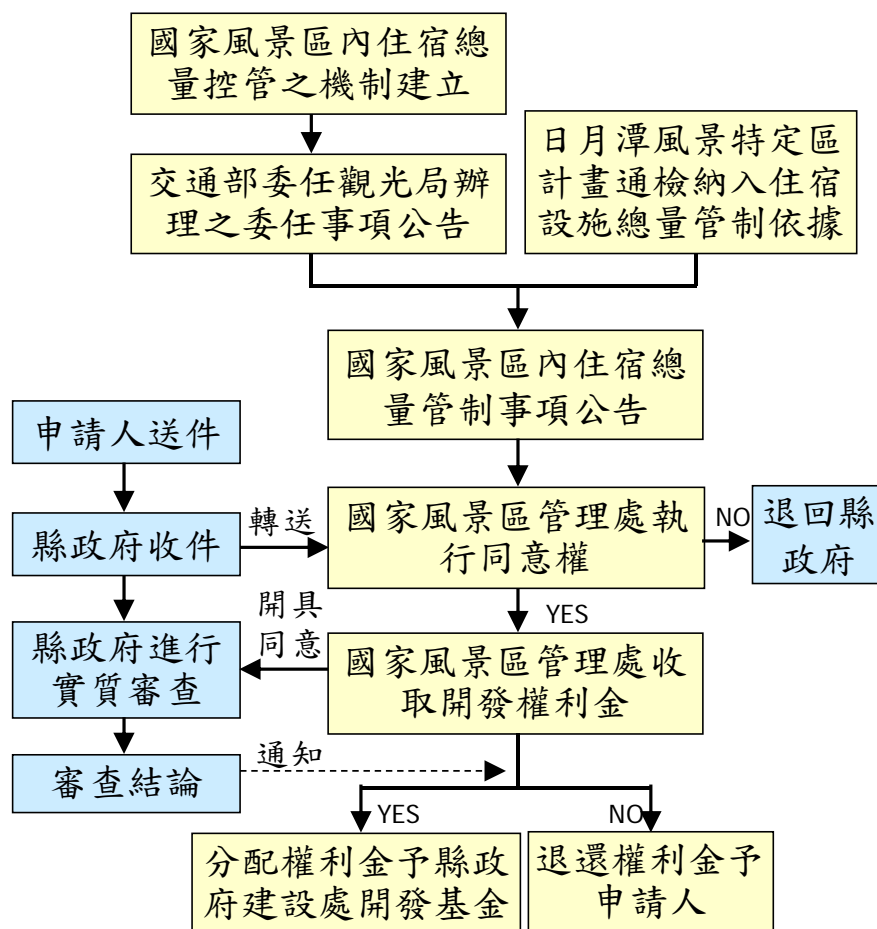 國家風景區內住宿總
量控管之機制建立
交通部委任觀光局辦
理之委任事項公告
日月潭風景特定區
計畫通檢納入住宿
設施總量管制依據
國家風景區內住宿總
量管制事項公告
申請人送件
縣政府收件
轉送
國家風景區管理處執
行同意權
NO
退回縣
政府
YES
開具
同意
縣政府進行
實質審查
國家風景區管理處收
取開發權利金
審查結論
通知
YES
NO
分配權利金予縣政
府建設處開發基金
退還權利金予
申請人